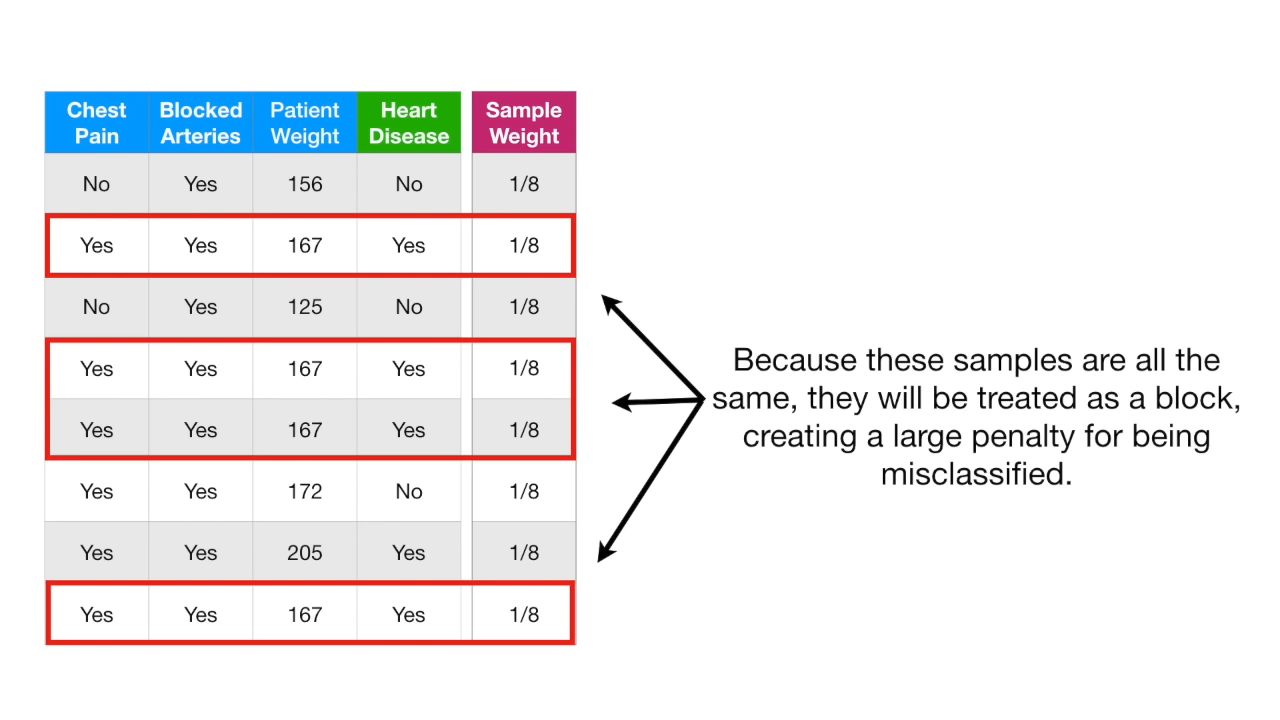 Chest Pain Blocked Arteries Patient Weight Heart Disease Sample Weight
No Yes 156 No 1/8
Yes Yes 167 Yes 1/8
No Yes 125 No 1/8
Yes Yes 167 Yes 1/8
Yes Yes 167 Yes 1/8
Yes Yes 172 No 1/8
Yes Yes 205 Yes 1/8
Yes Yes 167 Yes 1/8
Because these samples are all the
same, they will be treated as a block,
creating a large penalty for being
misclassified.